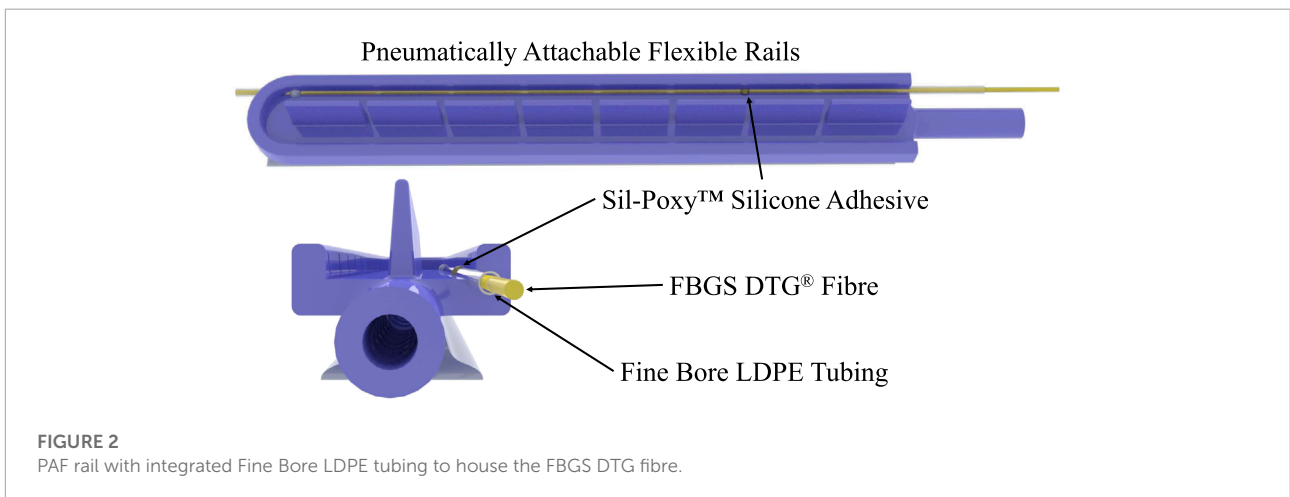 Pneumatically Attachable Flexible Rails
Sil-Poxy™ Silicone Adhesive
FBGS DTG® Fibre
Fine Bore LDPE Tubing
FIGURE 2
PAF rail with integrated Fine Bore LDPE tubing to house the FBGS DTG fibre.